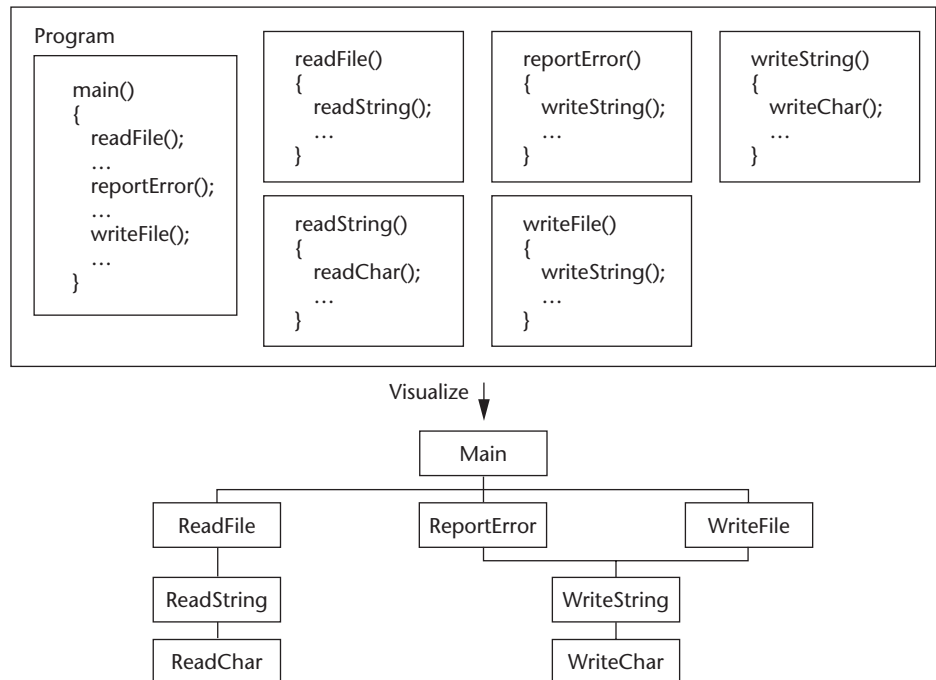 Program
main()
{
readFile();
…
reportError();
…
writeFile();
…
}
readFile()
{
readString();
…
}
reportError()
{
writeString();
…
}
writeString()
{
writeChar();
…
}
readString()
{
readChar();
…
}
writeFile()
{
writeString();
…
}
Visualize
Main
ReadFile
ReportError
WriteFile
ReadString
WriteString
ReadChar
WriteChar